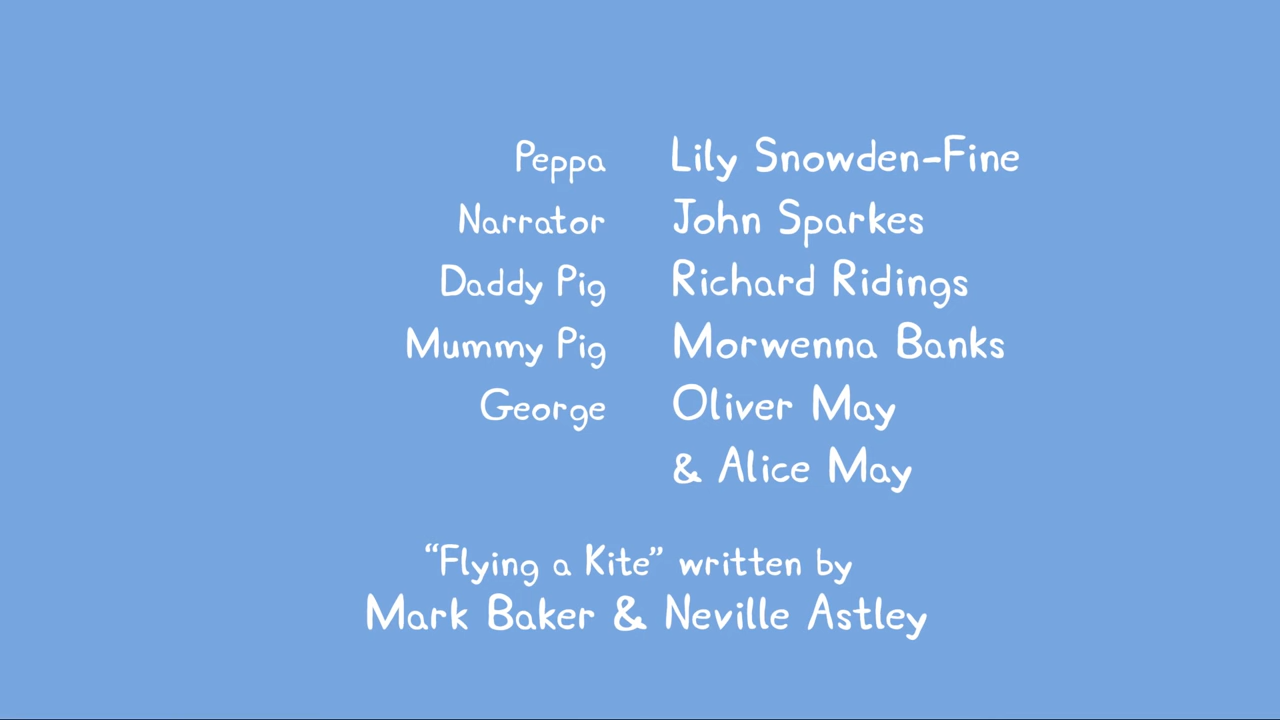 Peppa Lily Snowden-Fine
Narrator John Sparkes
Daddy Pig Richard Ridings
Mummy Pig Morwenna Banks
George Oliver May
& Alice May
“Flying a Kite” written by
Mark Baker & Neville Astley